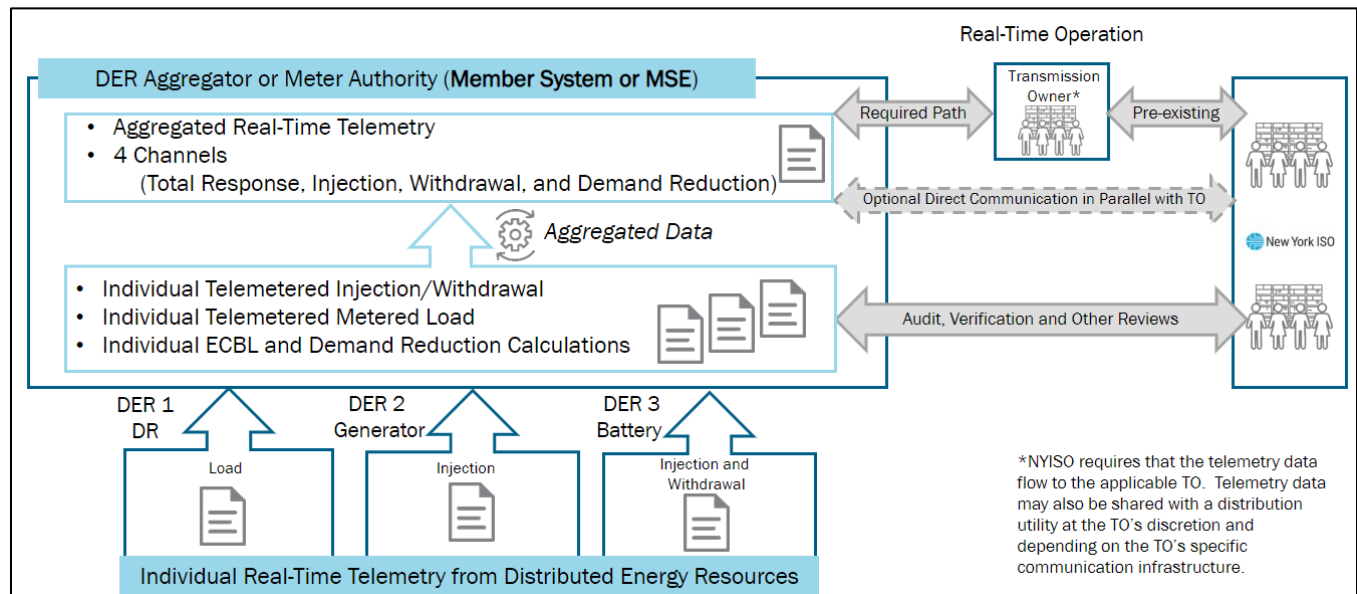 Real-Time Operation
DER Aggregator or Meter Authority (Member System or MSE)
• Aggregated Real-Time Telemetry
• 4 Channels
(Total Response, Injection, Withdrawal, and Demand Reduction)
Required Path
Transmission
Owner*
Pre-existing
Optional Direct Communication in Parallel with TO
Aggregated Data
New York ISO
• Individual Telemetered Injection/Withdrawal
• Individual Telemetered Metered Load
• Individual ECBL and Demand Reduction Calculations
Audit, Verification and Other Reviews
DER 1
DR
DER 2
Generator
DER 3
Battery
Load
Injection
Injection and
Withdrawal
Individual Real-Time Telemetry from Distributed Energy Resources
*NYISO requires that the telemetry data
flow to the applicable TO. Telemetry data
may also be shared with a distribution
utility at the TO's discretion and
depending on the TO's specific
communication infrastructure.